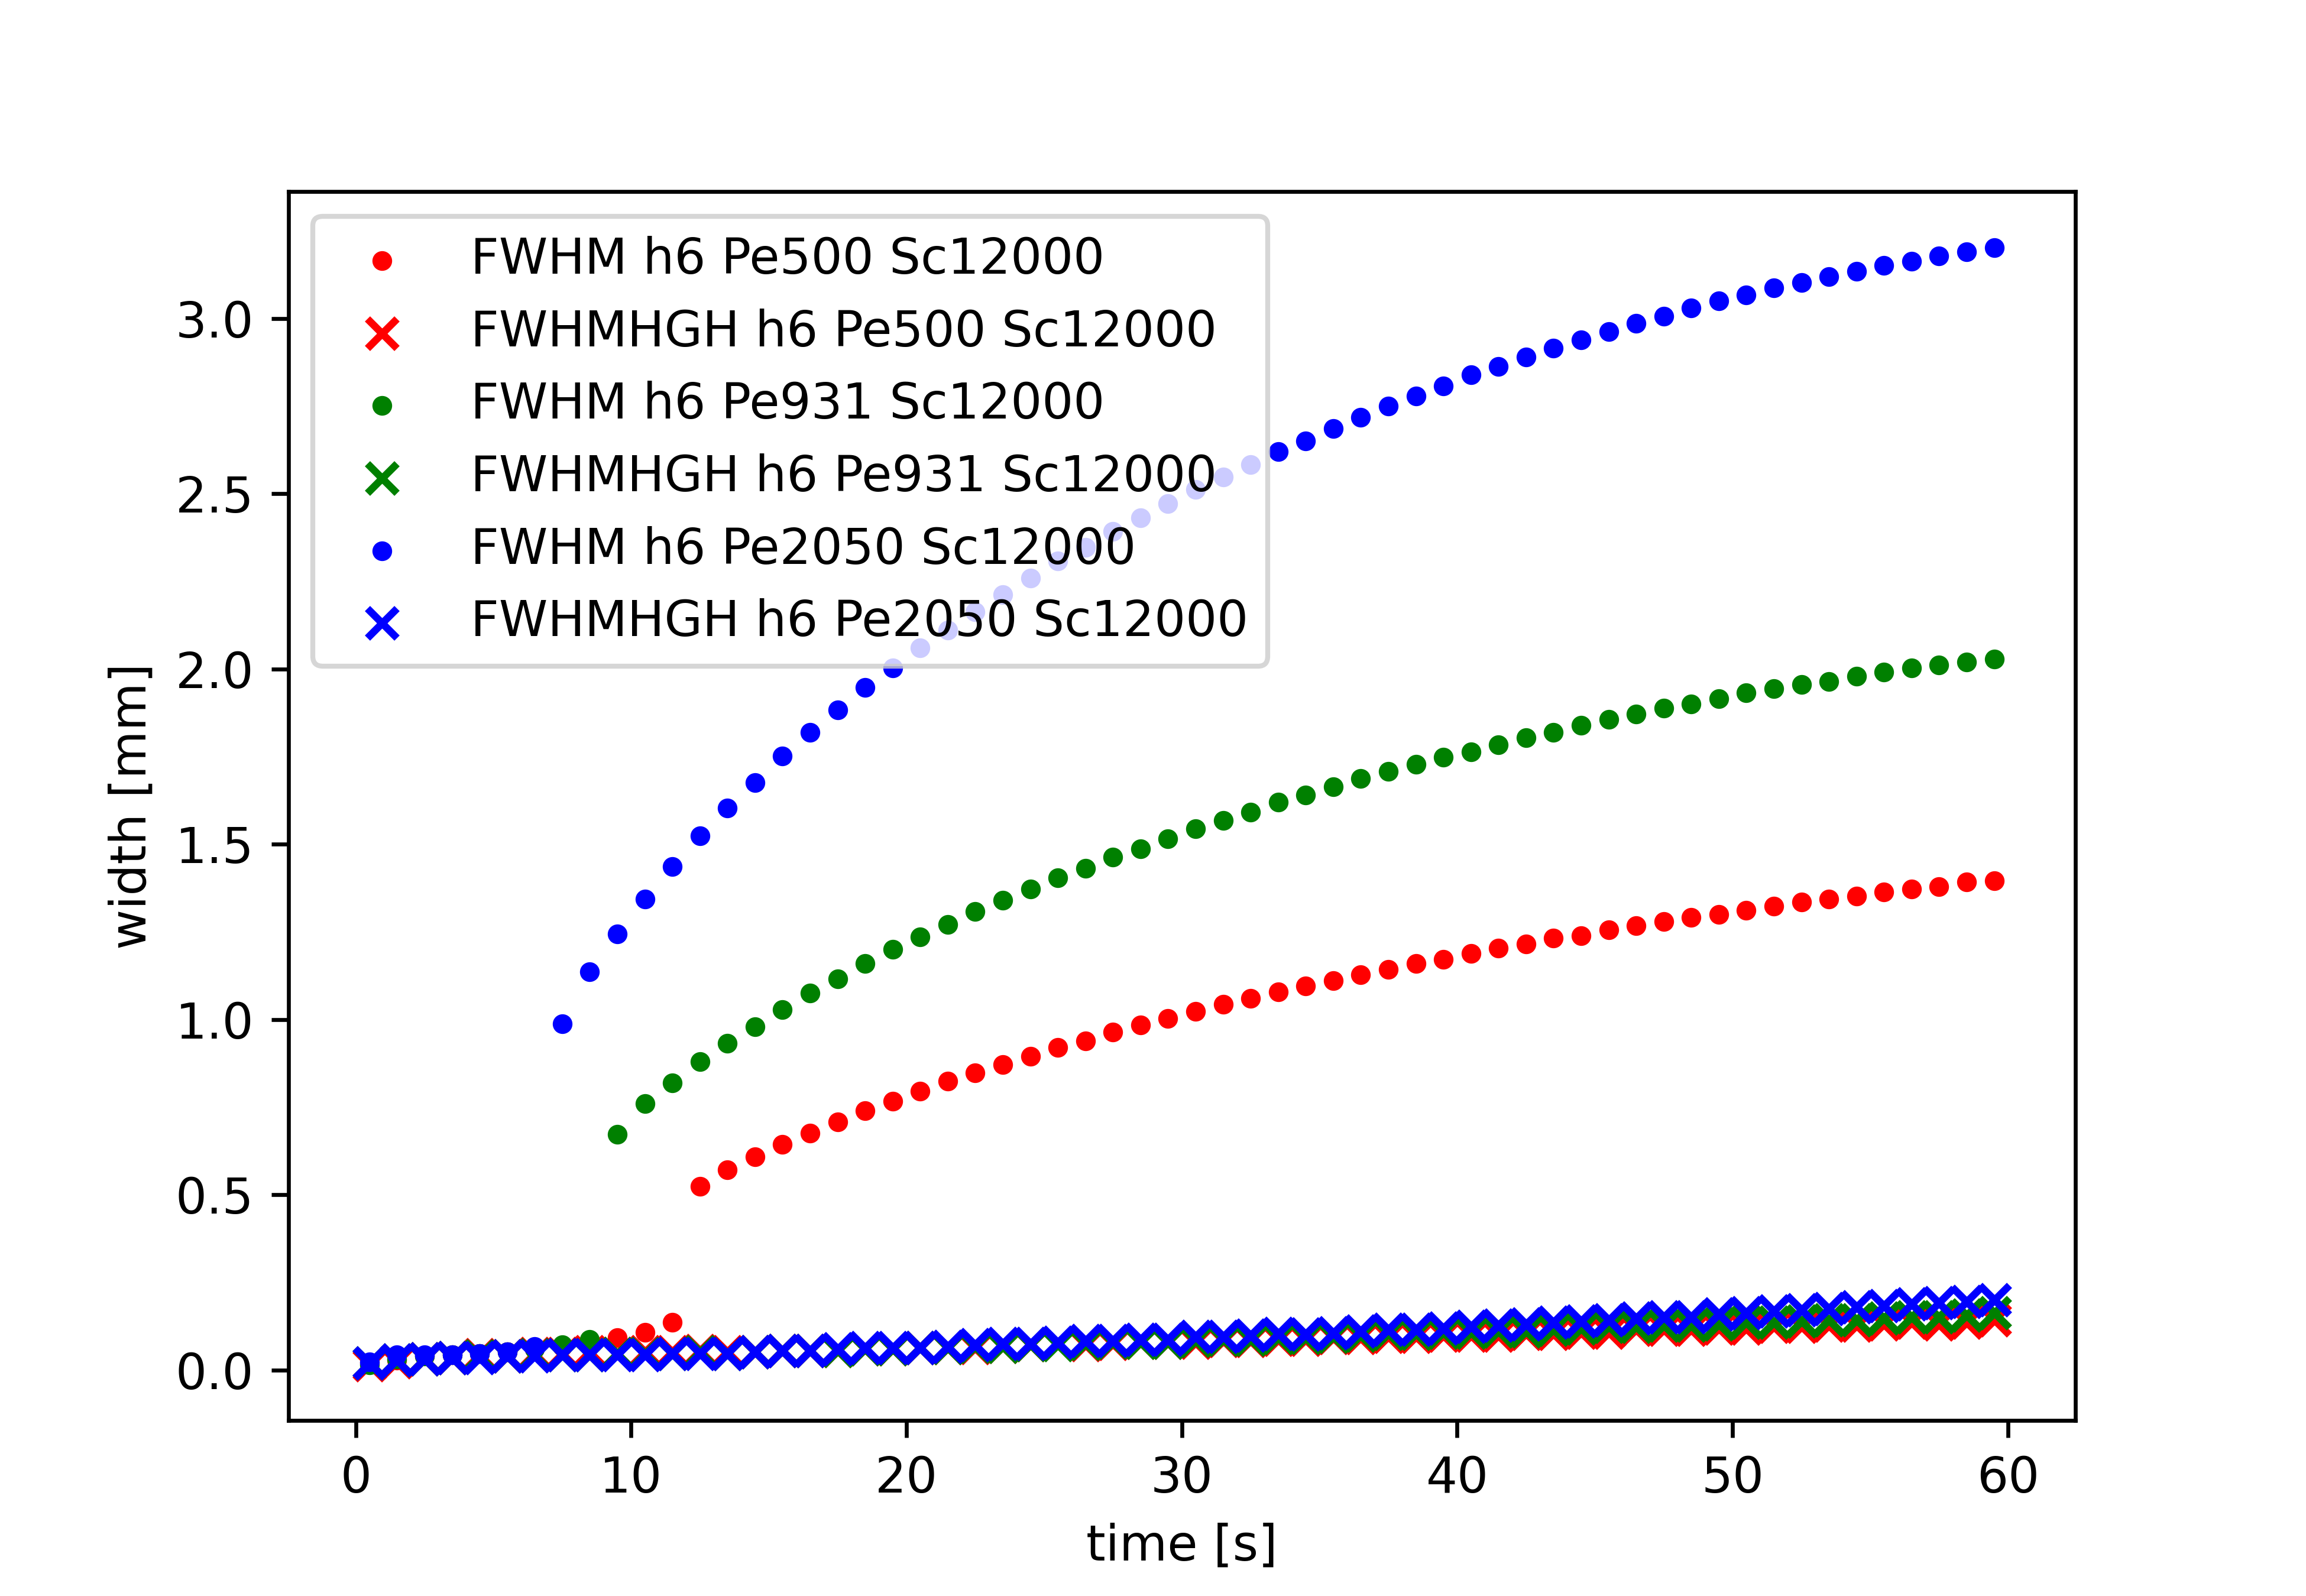 FWHM h6 Pe500 Sc12000
FWHMHGH h6 Pe500 Sc12000
FWHM h6 Pe931 Sc12000
FWHMHGH h6 Pe931 Sc12000
FWHM h6 Pe2050 Sc12000
FWHMHGH h6 Pe2050 Sc12000
3.0
2.5
2.0
1.5
1.0
0.5
0.0
width [mm]
0 10 20 30 40 50 60
time [s]